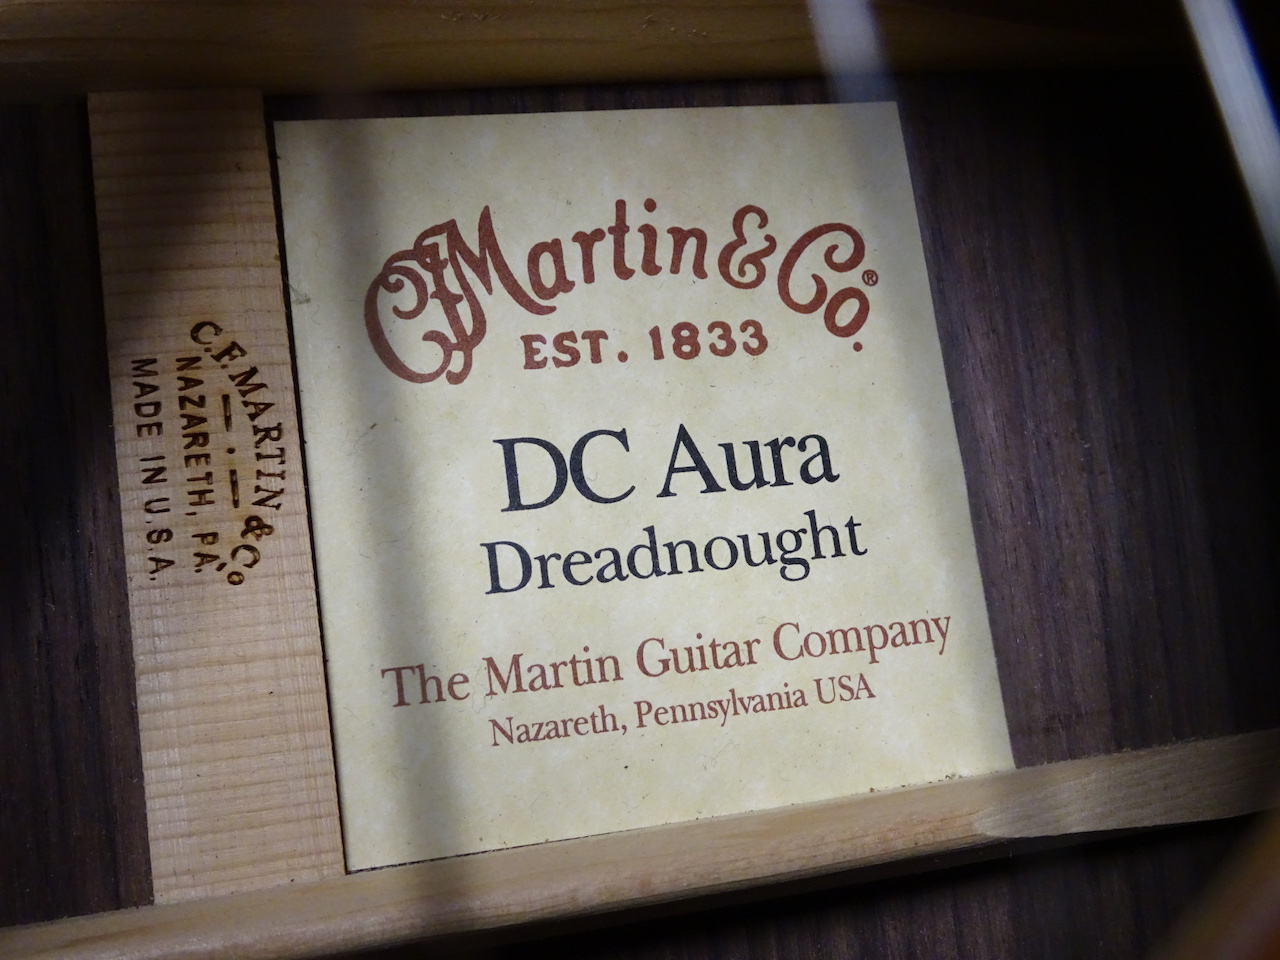 CF Martin & Co.®
EST. 1833
DC Aura
Dreadnought
The Martin Guitar Company
Nazareth, Pennsylvania USA
C.F. MARTIN & Co
NAZARETH, PA.
MADE IN U.S.A.